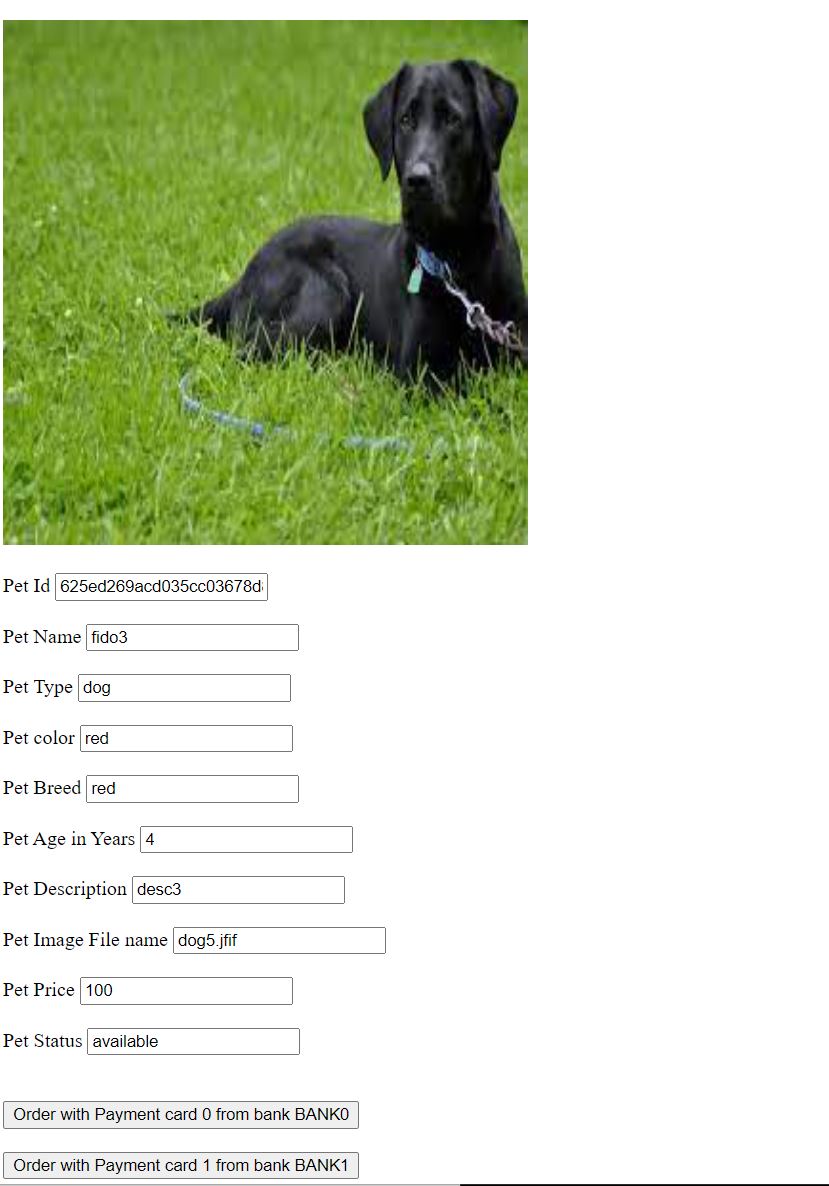 Pet Id 625ed269acd035cc03678d
Pet Name fido3
Pet Type dog
Pet color red
Pet Breed red
Pet Age in Years 4
Pet Description desc3
Pet Image File name dog5.jfif
Pet Price 100
Pet Status available
Order with Payment card 0 from bank BANK0
Order with Payment card 1 from bank BANK1